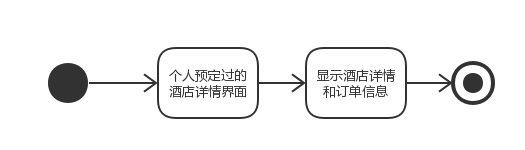 个人预定过的
酒店详情界面
显示酒店详情
和订单信息